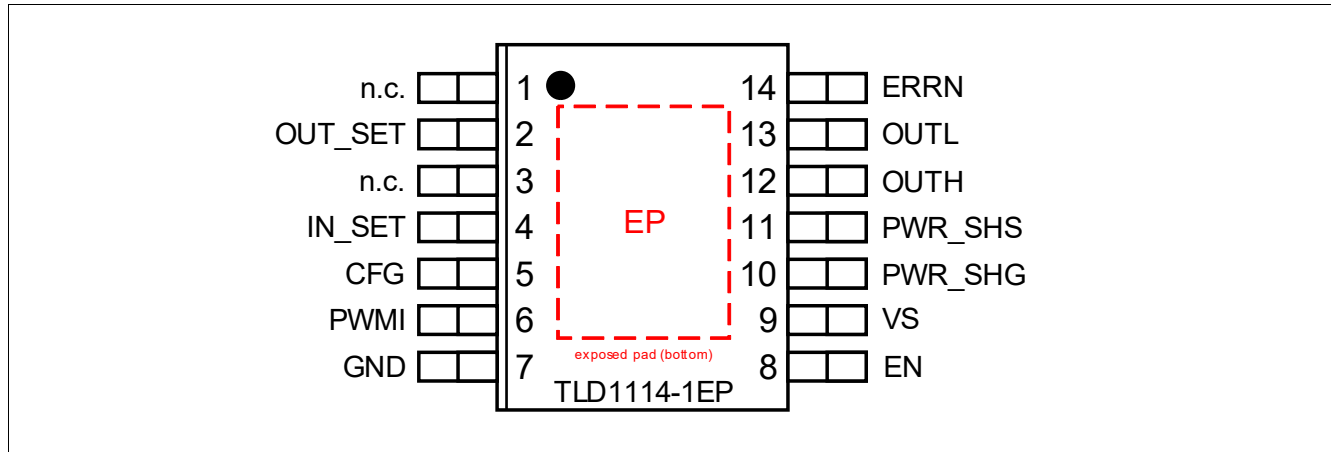 n.c. 1 14 ERRN
OUT_SET 2 13 OUTL
n.c. 3 12 OUTH
IN_SET 4 EP 11 PWR_SHS
CFG 5 10 PWR_SHG
PWMI 6 9 VS
exposed pad (bottom)
GND 7 8 EN
TLD1114-1EP